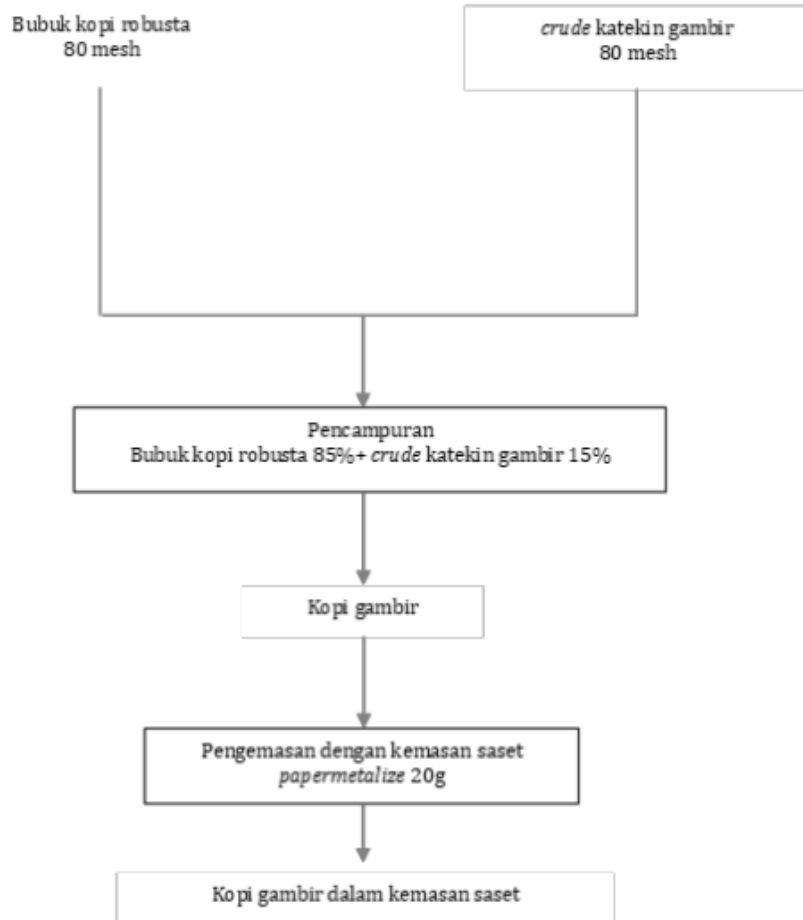 Bubuk kopi robusta
80 mesh
crude katekin gambir
80 mesh
Pencampuran
Bubuk kopi robusta 85%+ crude katekin gambir 15%
Kopi gambir
Pengemasan dengan kemasan saset
papermetalize 20g
Kopi gambir dalam kemasan saset